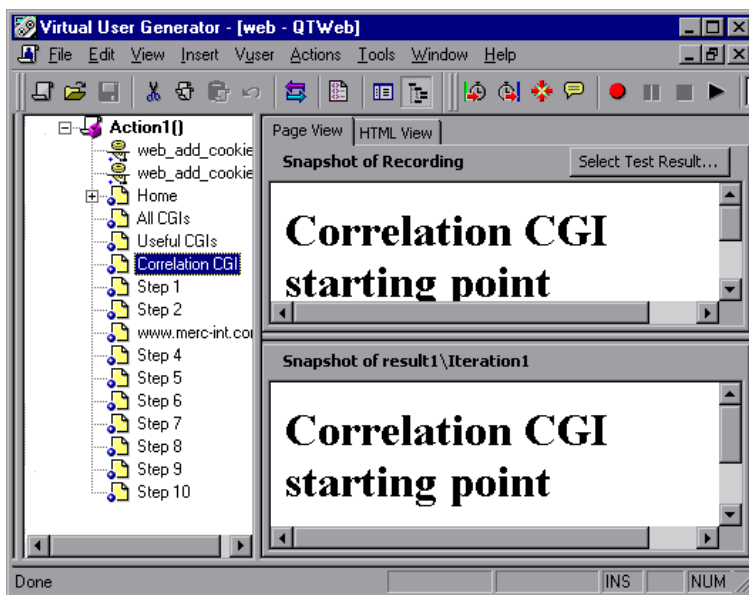 Virtual User Generator - [web - QTWeb]
File Edit View Insert Vuser Actions Tools Window Help
Action1()
web_add_cookie
web_add_cookie
Home
All CGIs
Useful CGIs
Correlation CGI
Step 1
Step 2
www.merc-int.co
Step 4
Step 5
Step 6
Step 7
Step 8
Step 9
Step 10
Page View HTML View
Snapshot of Recording Select Test Result...
Correlation CGI
starting point
Snapshot of result1\Iteration1
Correlation CGI
starting point
Done INS NUM